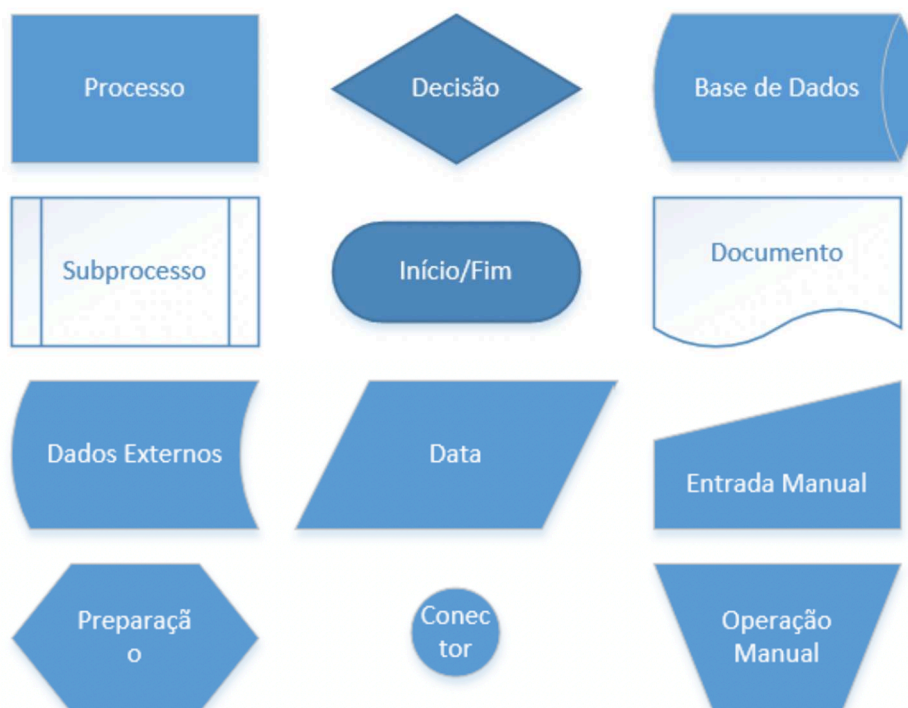 Processo
Decisão
Base de Dados
Subprocesso
Início/Fim
Documento
Dados Externos
Data
Entrada Manual
Preparaçã
o
Conec
tor
Operação
Manual